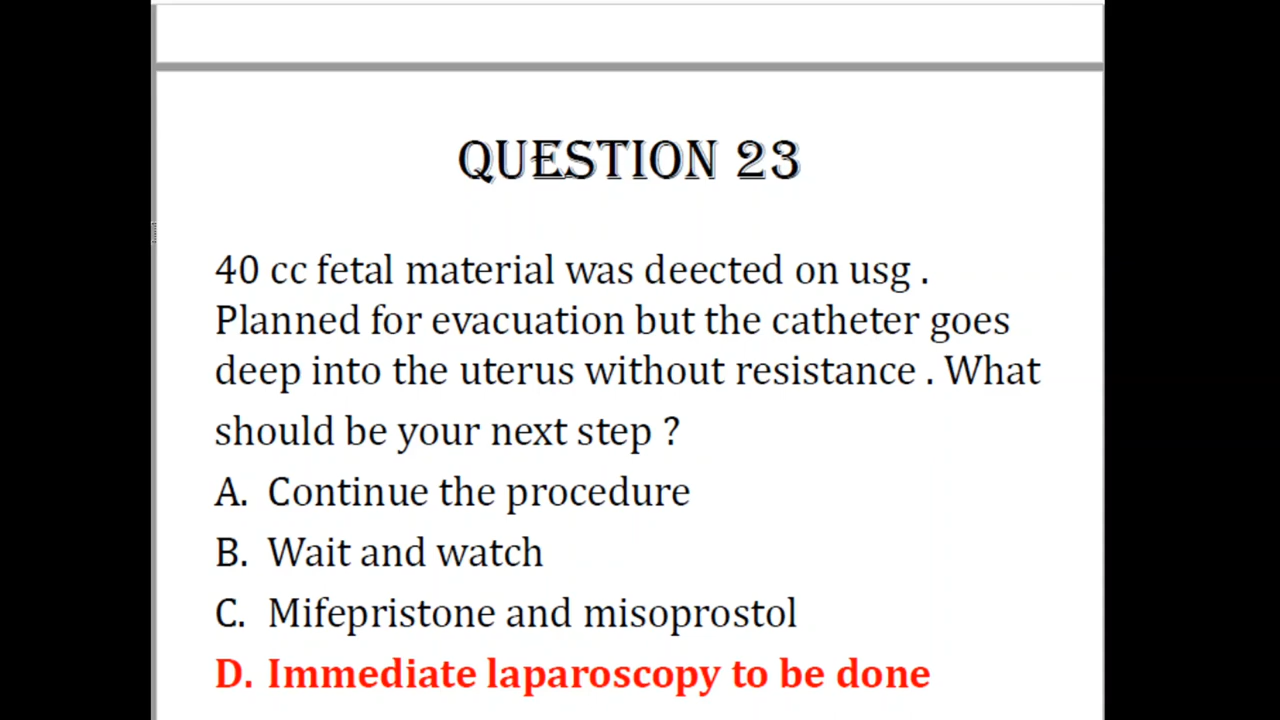 QUESTION 23
40 cc fetal material was deected on usg .
Planned for evacuation but the catheter goes
deep into the uterus without resistance . What
should be your next step ?
A. Continue the procedure
B. Wait and watch
C. Mifepristone and misoprostol
D. Immediate laparoscopy to be done